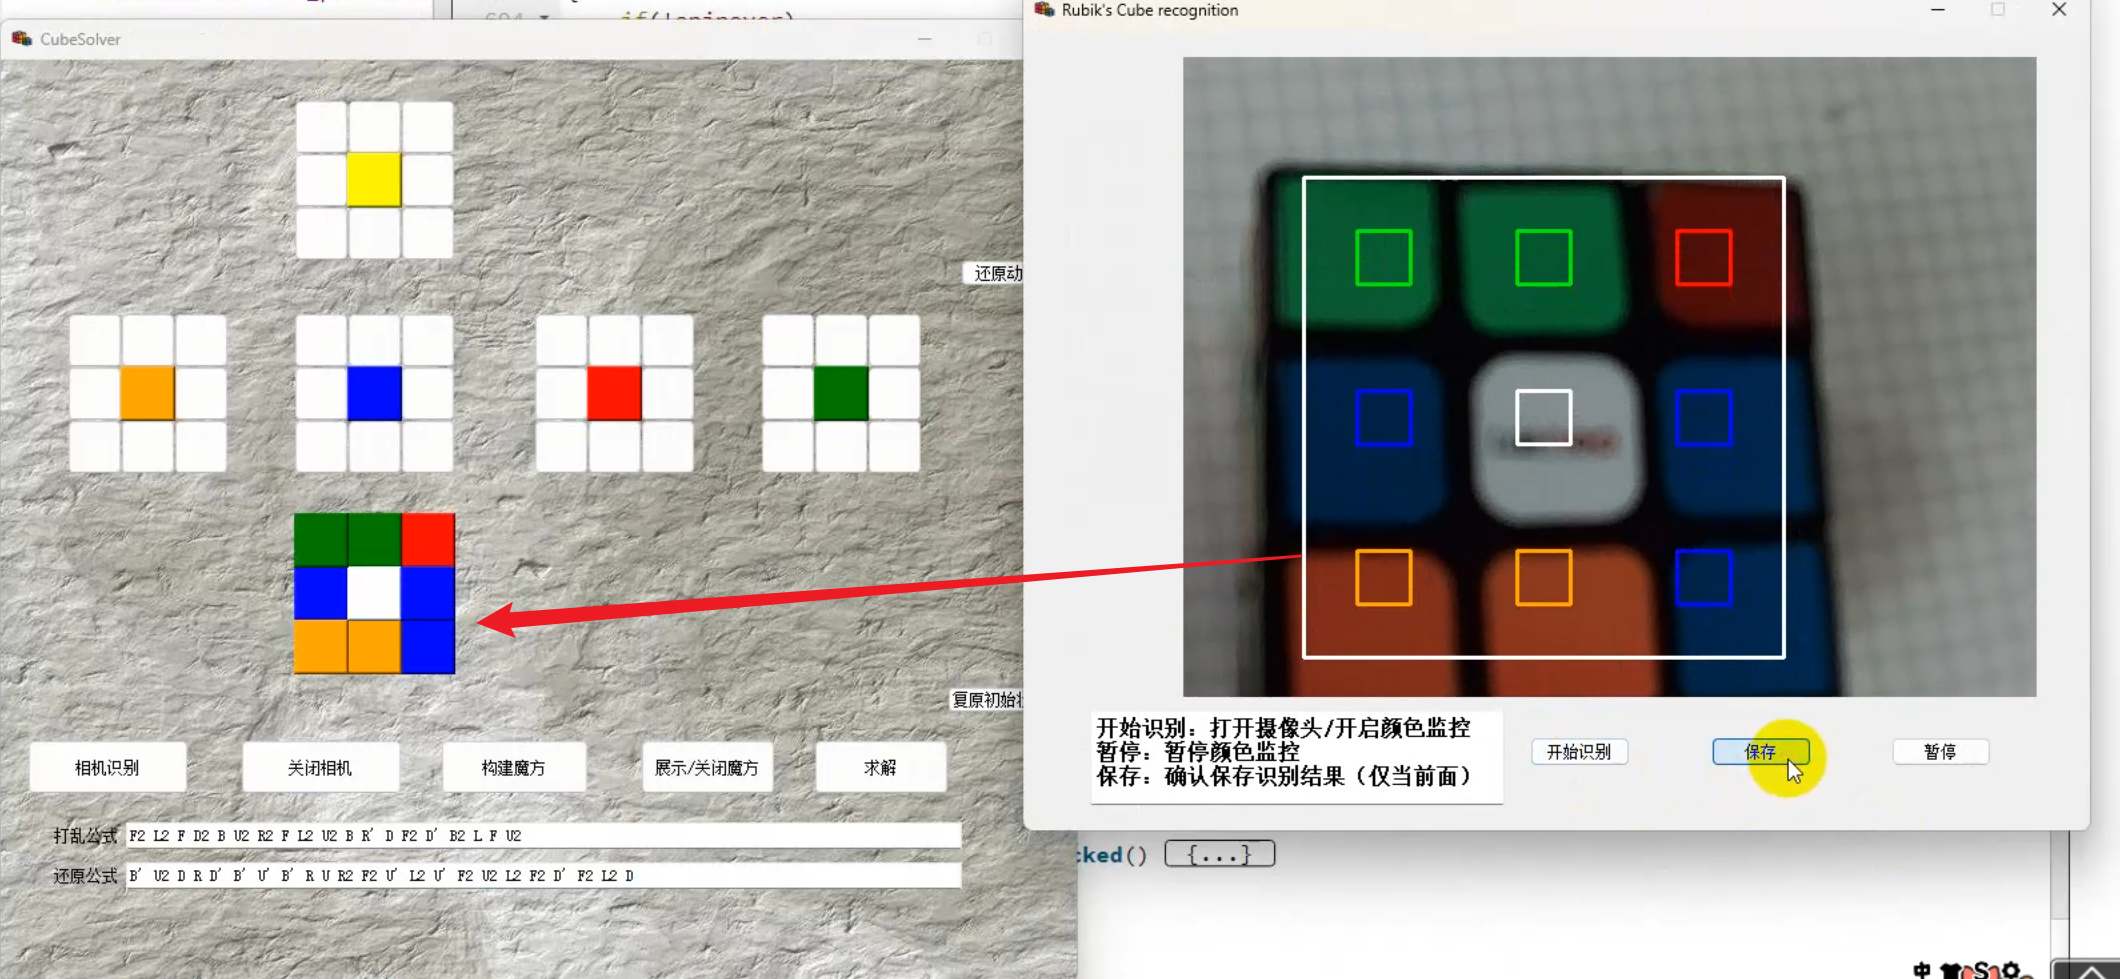 CubeSolver
Rubik's Cube recognition
还原动
复原初始
开始识别：打开摄像头/开启颜色监控
暂停：暂停颜色监控
保存：确认保存识别结果（仅当前面）
开始识别
保存
暂停
相机识别
关闭相机
构建魔方
展示/关闭魔方
求解
打乱公式 F2 L2 F D2 B U2 R2 F L2 U2 B R' D F2 D' B2 L F U2
还原公式 B' U2 D R D' B' U' B' R U R2 F2 U' L2 U' F2 U2 L2 F2 D' F2 L2 D
cked() {...}
中